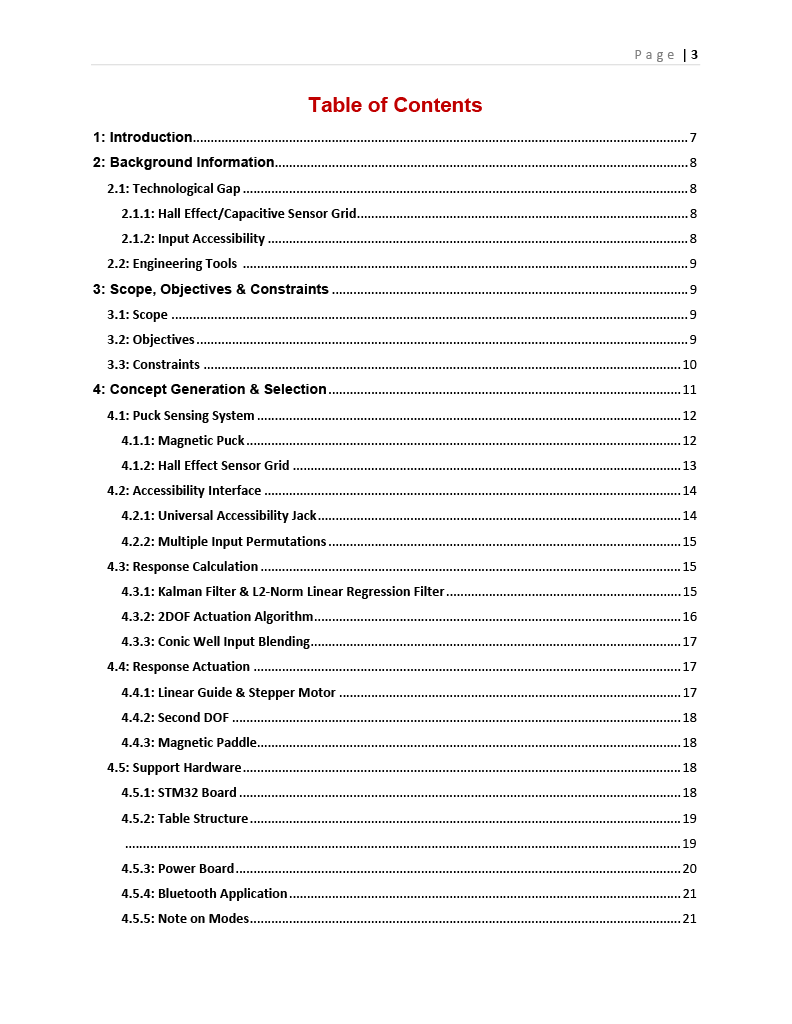 Page | 3
Table of Contents
1: Introduction 7
2: Background Information 8
2.1: Technological Gap 8
2.1.1: Hall Effect/Capacitive Sensor Grid 8
2.1.2: Input Accessibility 8
2.2: Engineering Tools 9
3: Scope, Objectives & Constraints 9
3.1: Scope 9
3.2: Objectives 9
3.3: Constraints 10
4: Concept Generation & Selection 11
4.1: Puck Sensing System 12
4.1.1: Magnetic Puck 12
4.1.2: Hall Effect Sensor Grid 13
4.2: Accessibility Interface 14
4.2.1: Universal Accessibility Jack 14
4.2.2: Multiple Input Permutations 15
4.3: Response Calculation 15
4.3.1: Kalman Filter & L2-Norm Linear Regression Filter 15
4.3.2: 2DOF Actuation Algorithm 16
4.3.3: Conic Well Input Blending 17
4.4: Response Actuation 17
4.4.1: Linear Guide & Stepper Motor 17
4.4.2: Second DOF 18
4.4.3: Magnetic Paddle 18
4.5: Support Hardware 18
4.5.1: STM32 Board 18
4.5.2: Table Structure 19
19
4.5.3: Power Board 20
4.5.4: Bluetooth Application 21
4.5.5: Note on Modes 21